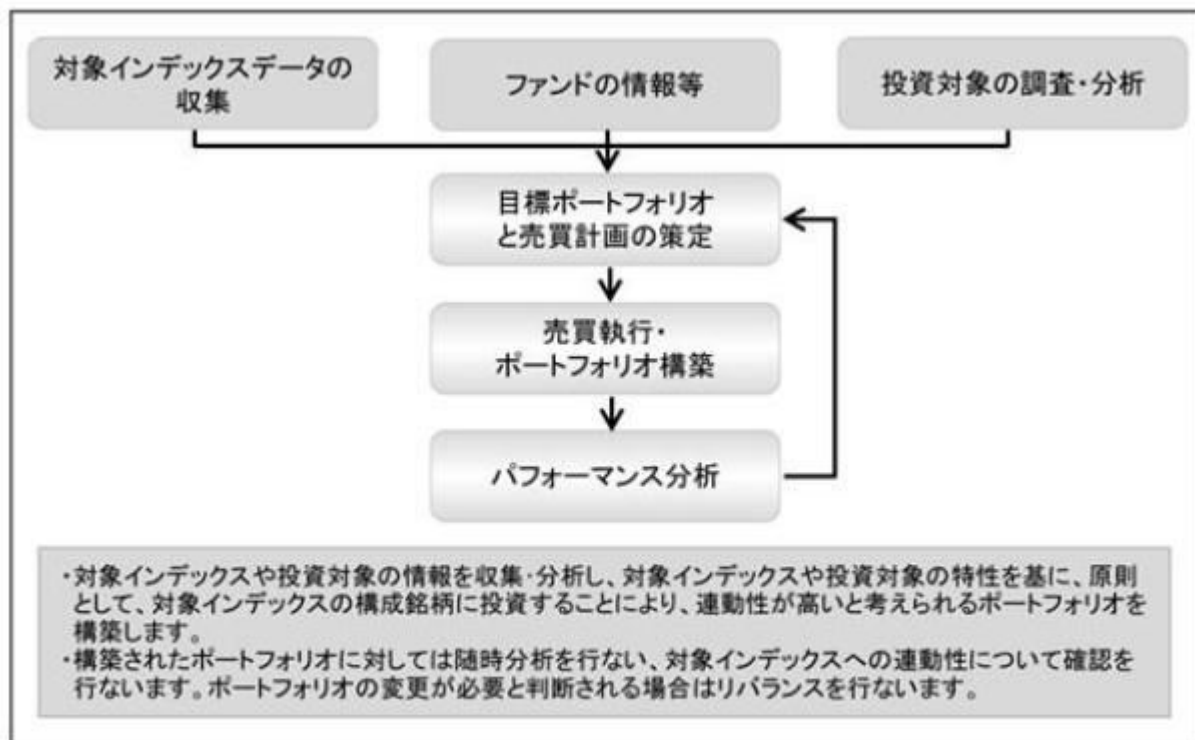 対象インデックスデータの
収集
ファンドの情報等
投資対象の調査・分析
目標ポートフォリオ
と売買計画の策定
売買執行・
ポートフォリオ構築
パフォーマンス分析
・対象インデックスや投資対象の情報を収集・分析し、対象インデックスや投資対象の特性を基に、原則
として、対象インデックスの構成銘柄に投資することにより、連動性が高いと考えられるポートフォリオを
構築します。
・構築されたポートフォリオに対しては随時分析を行ない、対象インデックスへの連動性について確認を
行ないます。ポートフォリオの変更が必要と判断される場合はリバランスを行ないます。